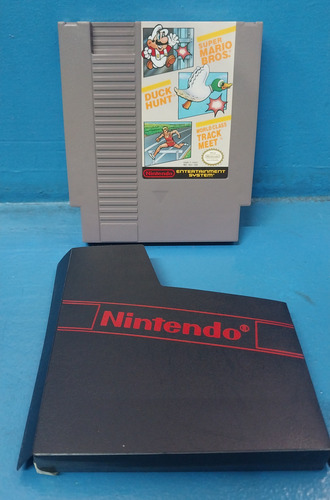 SUPER
MARIO
BROS.
DUCK
HUNT
WORLD CLASS
TRACK
MEET
Nintendo
ENTERTAINMENT
SYSTEM
Nintendo®